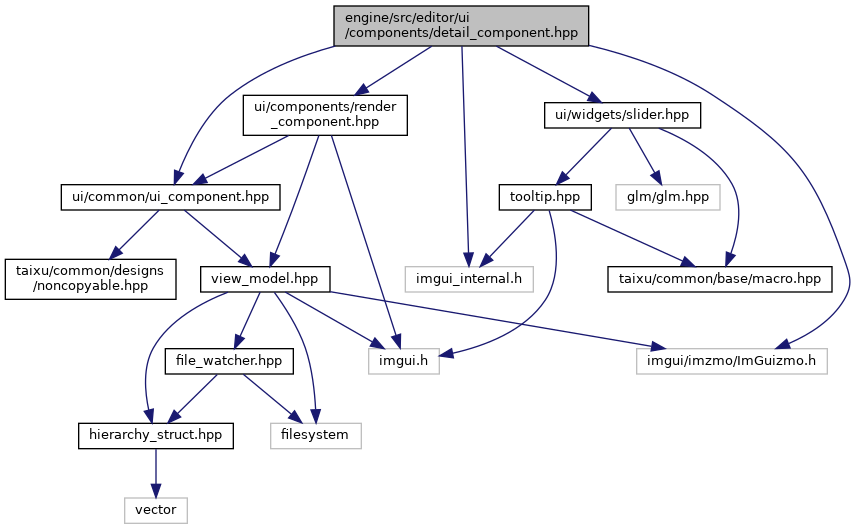 engine/src/editor/ui
/components/detail_component.hpp
ui/components/render
_component.hpp
ui/widgets/slider.hpp
ui/common/ui_component.hpp
tooltip.hpp
glm/glm.hpp
taixu/common/designs
/noncopyable.hpp
view_model.hpp
imgui_internal.h
taixu/common/base/macro.hpp
file_watcher.hpp
imgui.h
imgui/imzmo/ImGuizmo.h
hierarchy_struct.hpp
filesystem
vector